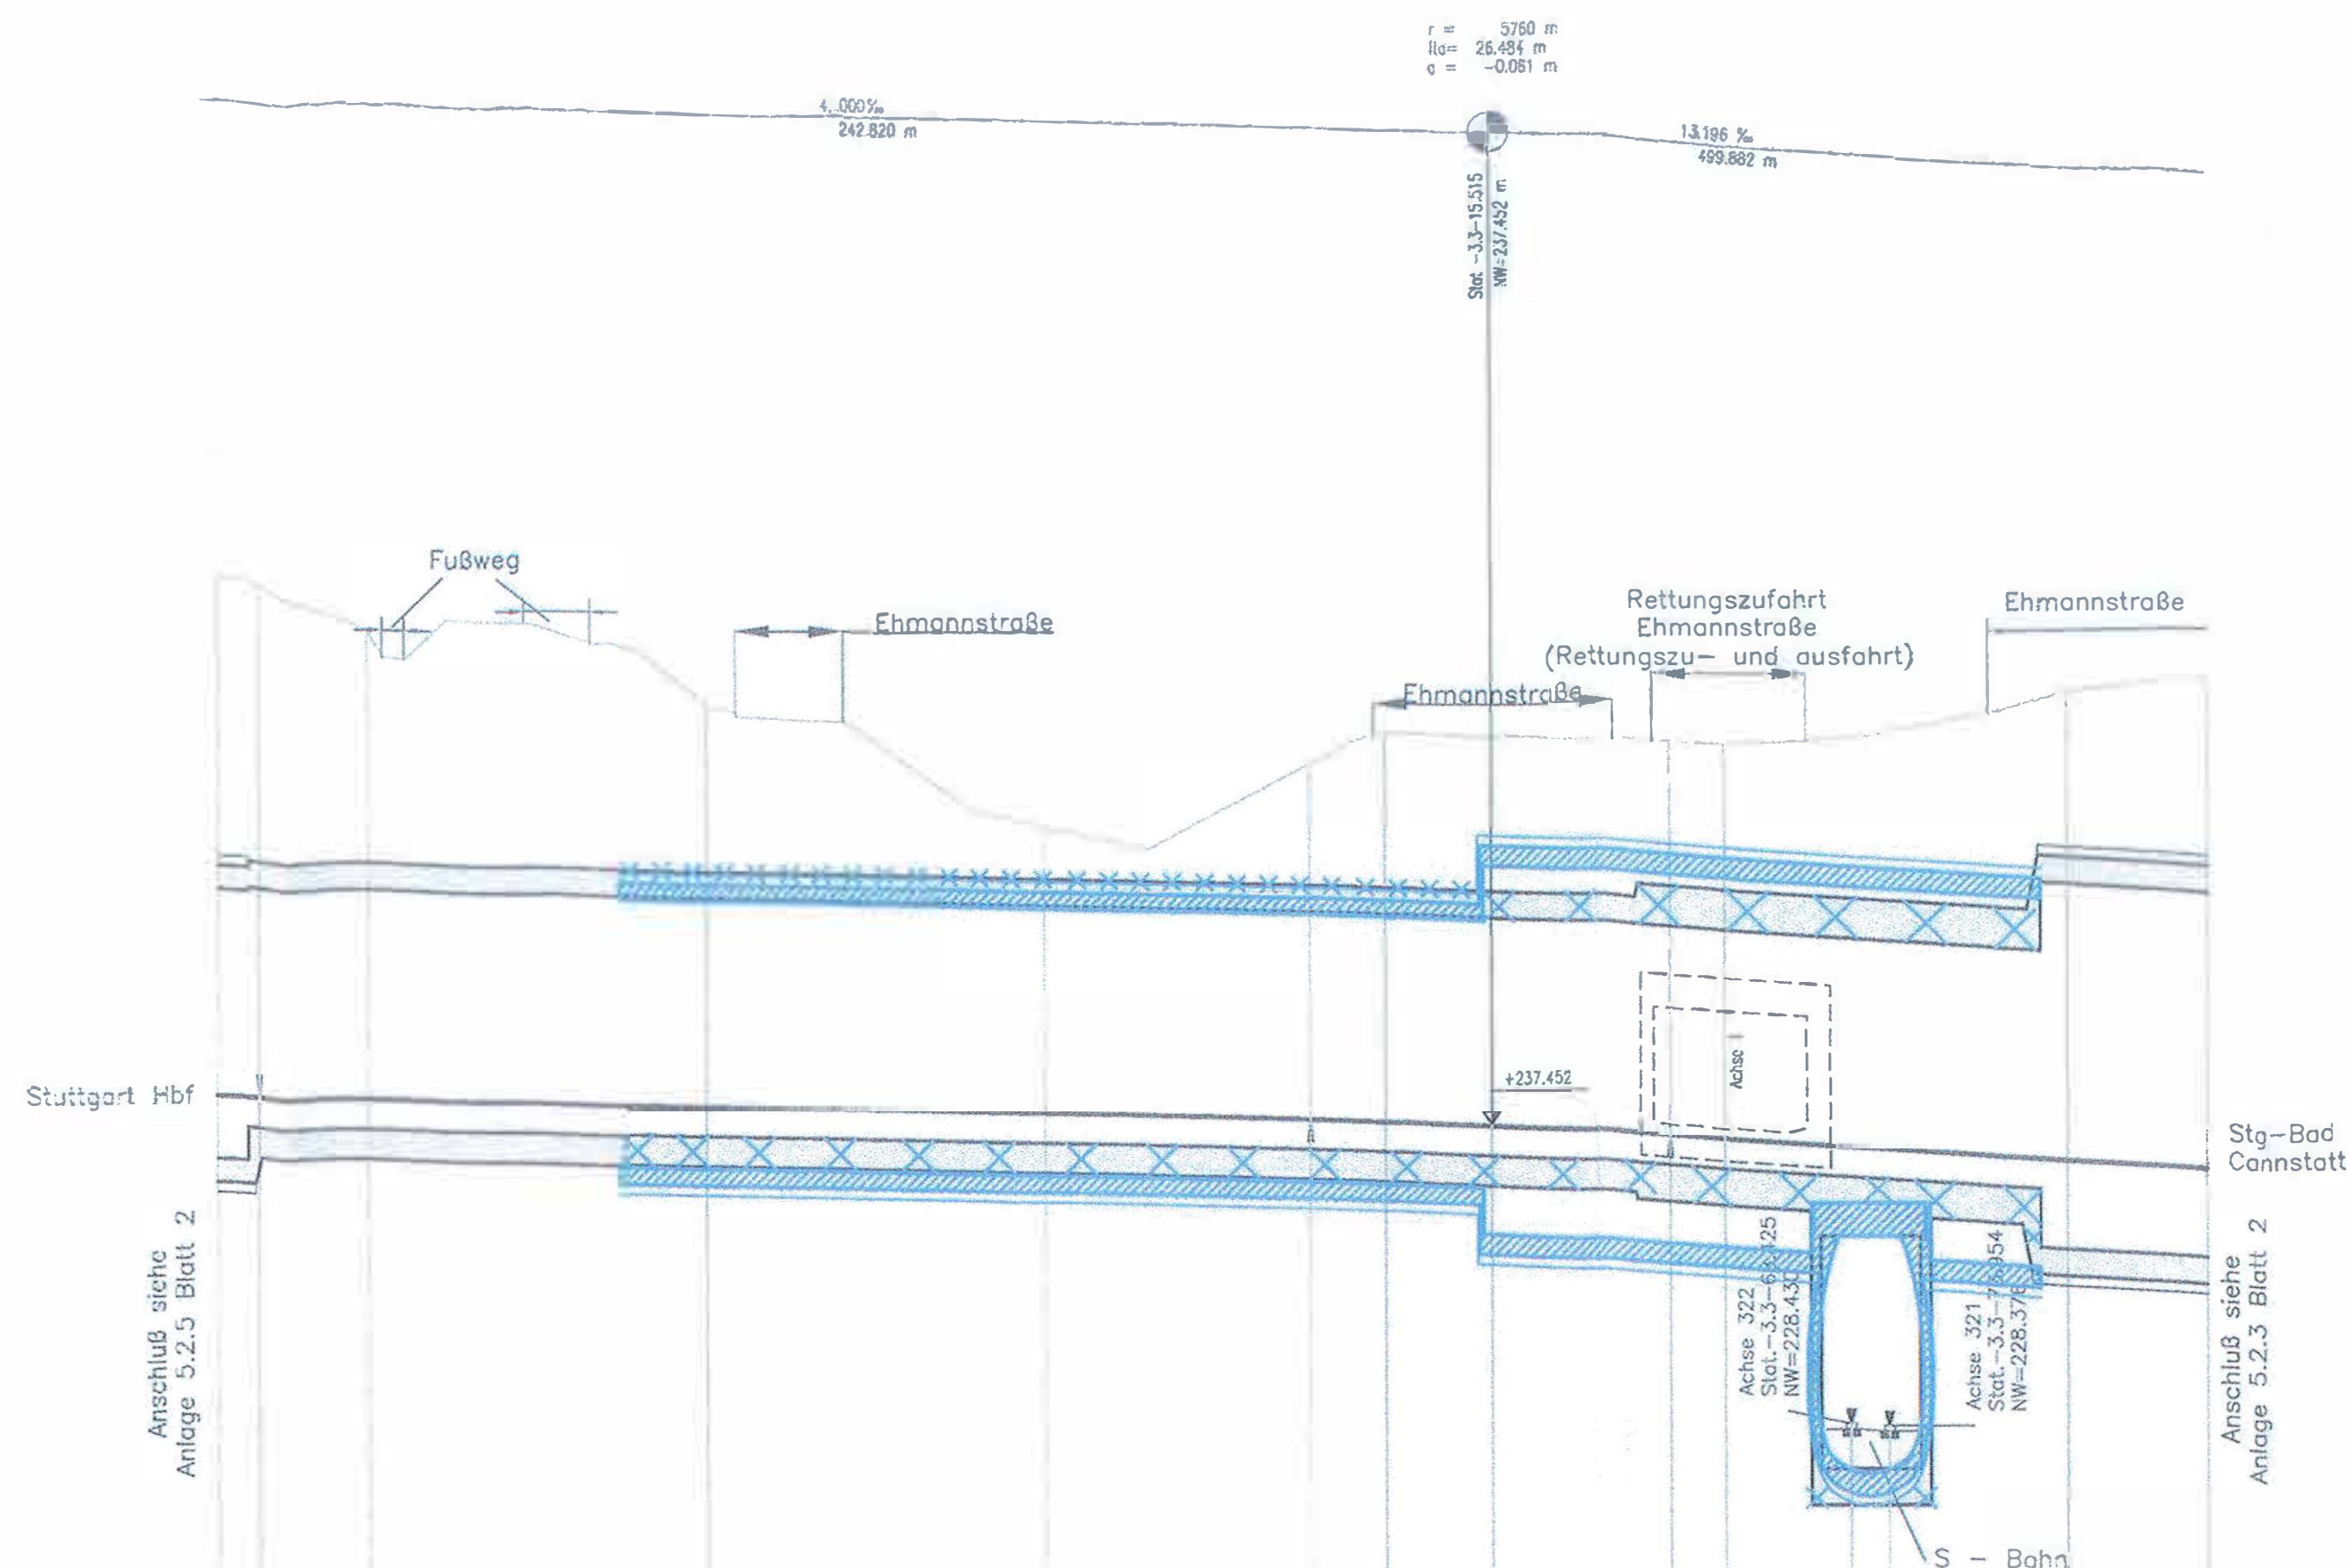 r = 5760 m
lta= 26.484 m
q = -0.061 m
4.000‰
242.820 m
13.196 ‰
499.882 m
Stat. -3.3-15.515
NW=237.452 m
Fußweg
Ehmannstraße
Rettungszufahrt
Ehmannstraße
(Rettungszu- und ausfahrt)
Ehmannstraße
Ehmannstraße
Achse
+237.452
Stuttgart Hbf
Stg-Bad
Cannstatt
Anschluß siehe
Anlage 5.2.5 Blatt 2
Achse 322
NW=228.430
Achse 321
NW=228.376
Anschluß siehe
Anlage 5.2.3 Blatt 2
S - Bahn